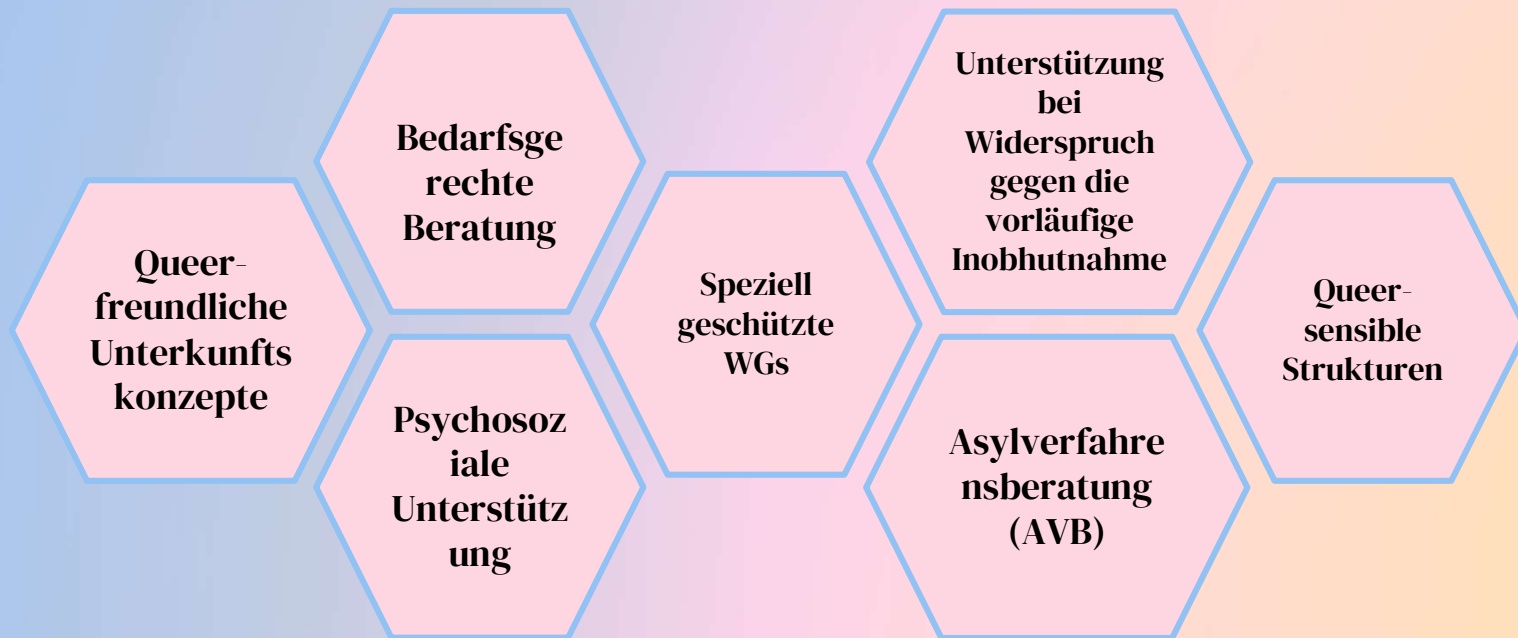 Queer-
freundliche
Unterkunfts
konzepte
Bedarfsge
rechte
Beratung
Psychosoz
iale
Unterstütz
ung
Speziell
geschützte
WGs
Unterstützung
bei
Widerspruch
gegen die
vorläufige
Inobhutnahme
Asylverfahre
nsberatung
(AVB)
Queer-
sensible
Strukturen